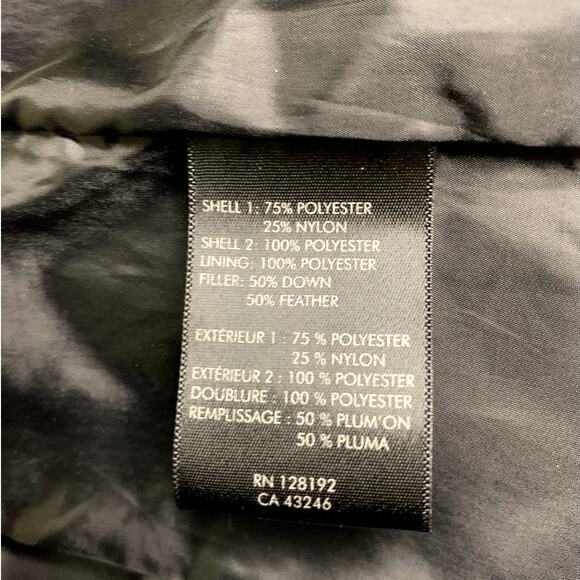 SHELL 1: 75% POLYESTER
25% NYLON
SHELL 2: 100% POLYESTER
LINING: 100% POLYESTER
FILLER: 50% DOWN
50% FEATHER
EXTÉRIEUR 1 : 75 % POLYESTER
25 % NYLON
EXTÉRIEUR 2 : 100 % POLYESTER
DOUBLURE : 100 % POLYESTER
REMPLISSAGE : 50 % PLUM'ON
50 % PLUMA
RN 128192
CA 43246